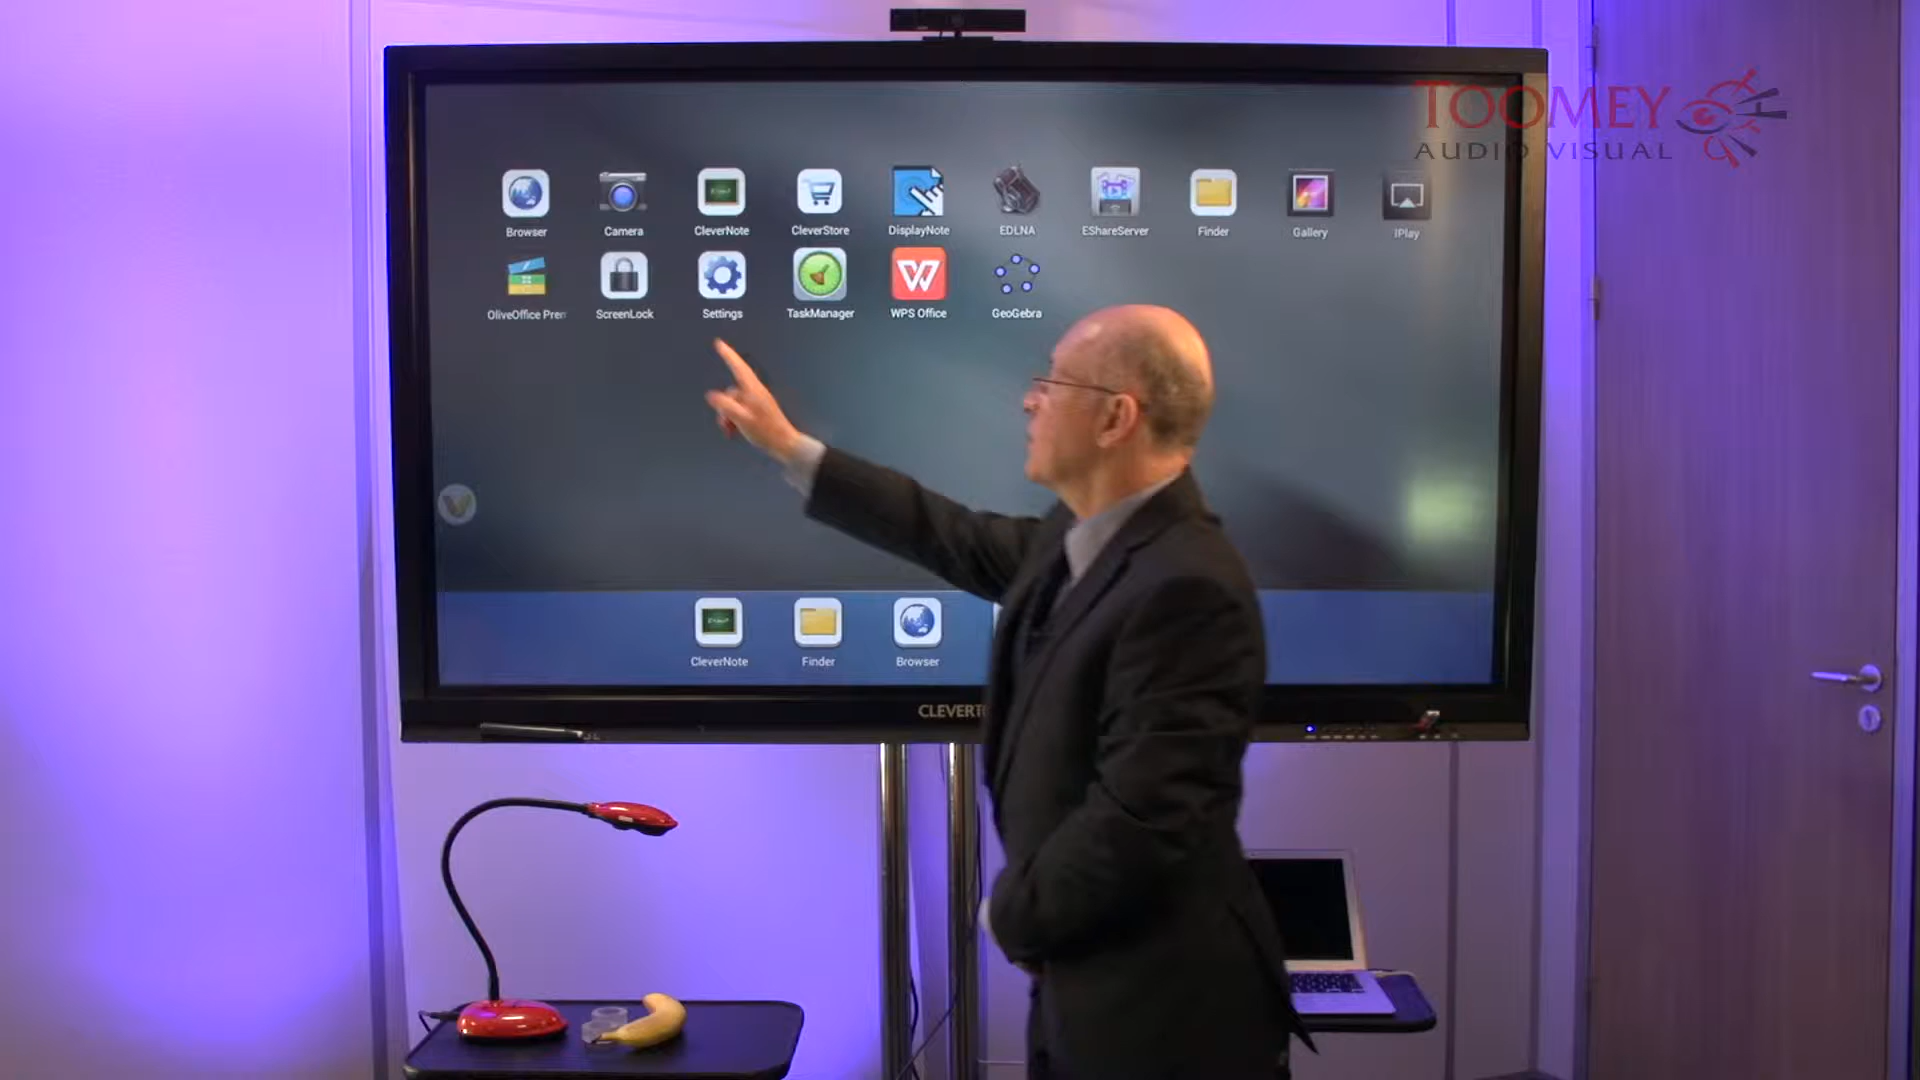 TOOMEY
AUDIO VISUAL
Browser
Camera
CleverNote
CleverStore
DisplayNote
EDLNA
EShareServer
Finder
Gallery
IPlay
OliveOffice Prem
ScreenLock
Settings
TaskManager
WPS Office
GeoGebra
CleverNote
Finder
Browser
CLEVERT